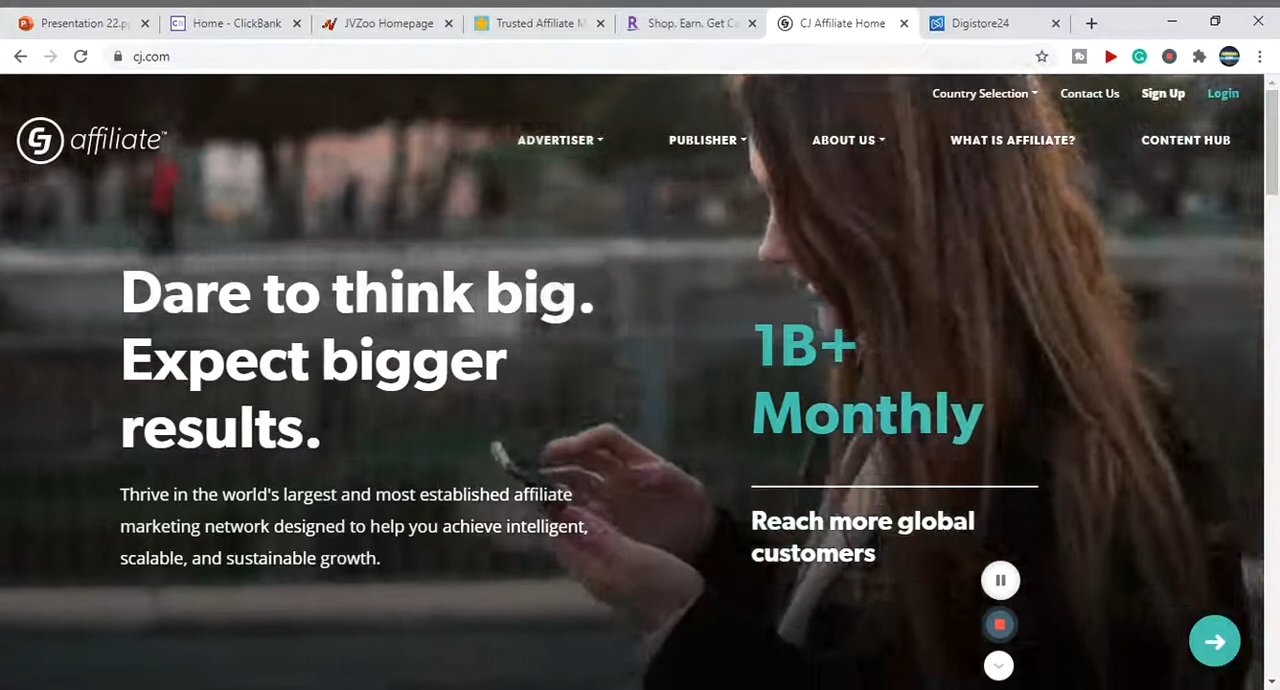 Presentation 22.p
Home - ClickBank
JVZoo Homepage
Trusted Affiliate M
Shop. Earn. Get Ca
CJ Affiliate Home
Digistore24
cj.com
Country Selection
Contact Us
Sign Up
Login
CJ affiliate™
ADVERTISER
PUBLISHER
ABOUT US
WHAT IS AFFILIATE?
CONTENT HUB
Dare to think big.
Expect bigger
results.
Thrive in the world's largest and most established affiliate
marketing network designed to help you achieve intelligent,
scalable, and sustainable growth.
1B+
Monthly
Reach more global
customers